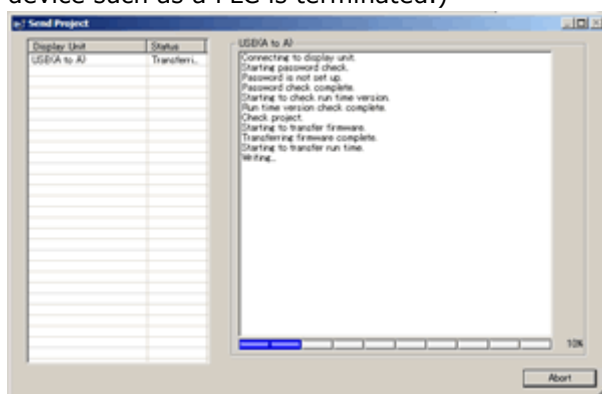 device such as a PLC is terminated.)
Send Project
Display Unit Status
USB(A to A) Transferri..
USB(A to A)
Connecting to display unit.
Starting password check.
Password is not set up.
Password check complete.
Starting to check run time version.
Run time version check complete.
Check project.
Starting to transfer firmware.
Transferring firmware complete.
Starting to transfer run time.
Writing..
10%
Abort